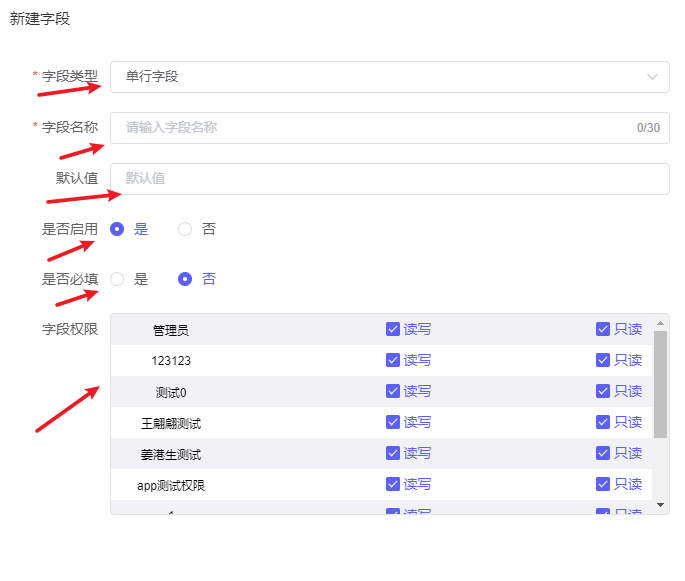 新建字段
* 字段类型 单行字段
* 字段名称 请输入字段名称 0/30
默认值 默认值
是否启用 是 否
是否必填 是 否
字段权限 管理员 读写 只读
123123 读写 只读
测试0 读写 只读
王翩翩测试 读写 只读
姜港生测试 读写 只读
app测试权限 读写 只读
读写 只读